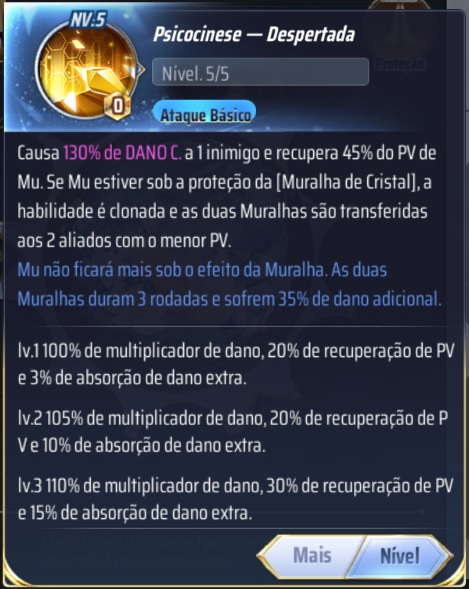 NV.5
Psicocinese — Despertada
Nível. 5/5
0
Ataque Básico
Proteção
Causa 130% de DANO C. a 1 inimigo e recupera 45% do PV de
Mu. Se Mu estiver sob a proteção da [Muralha de Cristal], a
habilidade é clonada e as duas Muralhas são transferidas
aos 2 aliados com o menor PV.
Mu não ficará mais sob o efeito da Muralha. As duas
Muralhas duram 3 rodadas e sofrem 35% de dano adicional.
lv.1 100% de multiplicador de dano, 20% de recuperação de PV
e 3% de absorção de dano extra.
lv.2 105% de multiplicador de dano, 20% de recuperação de P
V e 10% de absorção de dano extra.
lv.3 110% de multiplicador de dano, 30% de recuperação de PV
e 15% de absorção de dano extra.
Mais
Nível